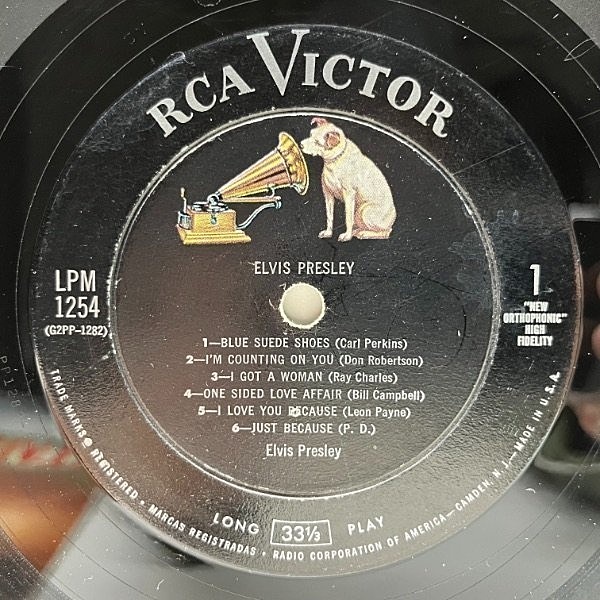 RCA VICTOR
ELVIS PRESLEY
LPM
1254
(G2PP-1282)
1
"NEW
ORTHOPHONIC"
HIGH
FIDELITY
1—BLUE SUEDE SHOES (Carl Perkins)
2—I'M COUNTING ON YOU (Don Robertson)
3—I GOT A WOMAN (Ray Charles)
4—ONE SIDED LOVE AFFAIR (Bill Campbell)
5—I LOVE YOU BECAUSE (Leon Payne)
6—JUST BECAUSE (P. D.)
Elvis Presley
LONG 33⅓ PLAY
TRADE MARKS ® REGISTERED • MARCAS REGISTRADAS • RADIO CORPORATION OF AMERICA—CAMDEN, N. J.—MADE IN U.S.A.